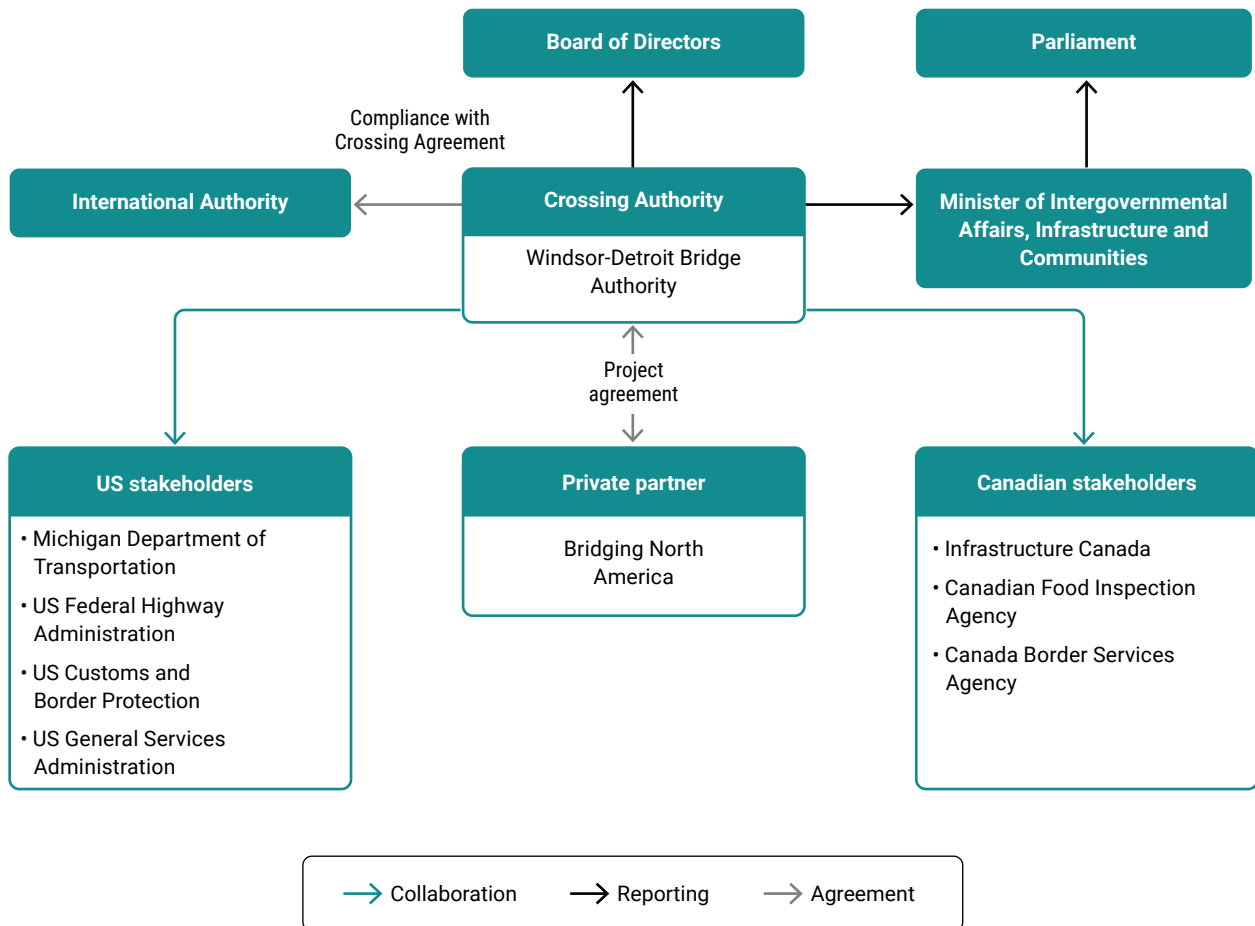 Board of Directors
Parliament
Compliance with
Crossing Agreement
International Authority
Crossing Authority
Windsor-Detroit Bridge
Authority
Minister of Intergovernmental
Affairs, Infrastructure and
Communities
Project
agreement
US stakeholders
• Michigan Department of
Transportation
• US Federal Highway
Administration
• US Customs and
Border Protection
• US General Services
Administration
Private partner
Bridging North
America
Canadian stakeholders
• Infrastructure Canada
• Canadian Food Inspection
Agency
• Canada Border Services
Agency
Collaboration
Reporting
Agreement